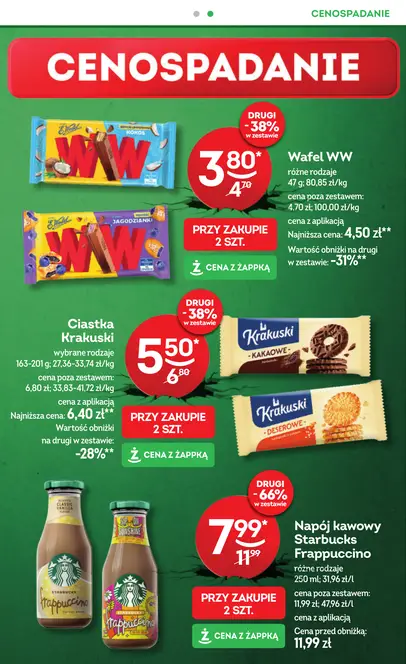 CENOSPADANIE
CENOSPADANIE
DRUGI
-38%
w zestawie
3,80*
4,70
PRZY ZAKUPIE
2 SZT.
CENA Z ŻAPPKĄ
Wafel WW
różne rodzaje
47 g; 80,85 zł/kg
cena poza zestawem:
4,70 zł; 100,00 zł/kg
cena z aplikacją
Najniższa cena: 4,50 zł**
Wartość obniżki na drugi
w zestawie: -31%**
WW
KOKOS
WW
JAGODZIANKI
Ciastka
Krakuski
wybrane rodzaje
163-201 g; 27,36-33,74 zł/kg
cena poza zestawem:
6,80 zł; 33,83-41,72 zł/kg
cena z aplikacją
Najniższa cena: 6,40 zł**
Wartość obniżki
na drugi w zestawie:
-28%**
DRUGI
-38%
w zestawie
5,50*
6,80
PRZY ZAKUPIE
2 SZT.
CENA Z ŻAPPKĄ
Krakuski
KAKAOWE
Krakuski
DESEROWE
DRUGI
-66%
w zestawie
7,99*
11,99
PRZY ZAKUPIE
2 SZT.
CENA Z ŻAPPKĄ
Napój kawowy
Starbucks
Frappuccino
różne rodzaje
250 ml; 31,96 zł/l
cena poza zestawem:
11,99 zł; 47,96 zł/l
cena z aplikacją
Cena przed obniżką:
11,99 zł
STARBUCKS
frappuccino
frappuccino